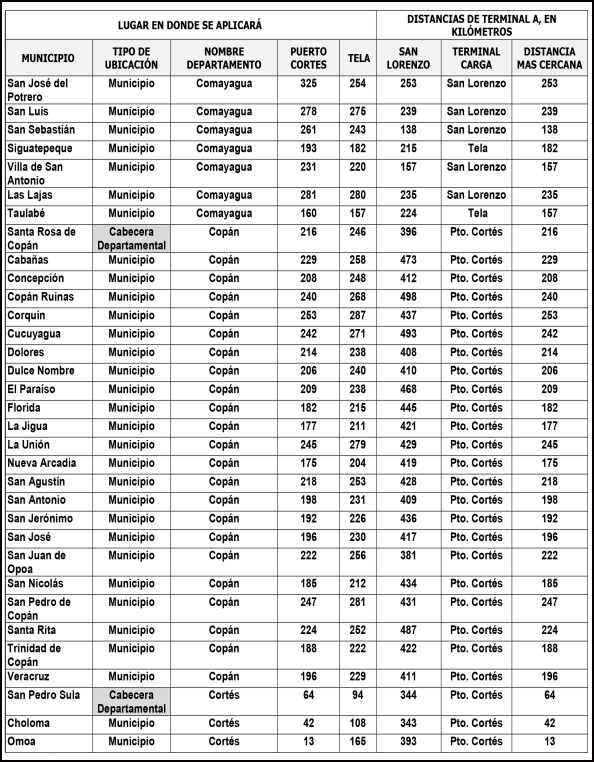 LUGAR EN DONDE SE APLICARÁ DISTANCIAS DE TERMINAL A, EN KILÓMETROS
MUNICIPIO TIPO DE UBICACIÓN NOMBRE DEPARTAMENTO PUERTO CORTES TELA SAN LORENZO TERMINAL CARGA DISTANCIA MAS CERCANA
San José del Potrero Municipio Comayagua 325 254 253 San Lorenzo 253
San Luis Municipio Comayagua 278 275 239 San Lorenzo 239
San Sebastián Municipio Comayagua 261 243 138 San Lorenzo 138
Siguatepeque Municipio Comayagua 193 182 215 Tela 182
Villa de San Antonio Municipio Comayagua 231 220 157 San Lorenzo 157
Las Lajas Municipio Comayagua 281 280 235 San Lorenzo 235
Taulabé Municipio Comayagua 160 157 224 Tela 157
Santa Rosa de Copán Cabecera Departamental Copán 216 246 396 Pto. Cortés 216
Cabañas Municipio Copán 229 258 473 Pto. Cortés 229
Concepción Municipio Copán 208 248 412 Pto. Cortés 208
Copán Ruinas Municipio Copán 240 268 498 Pto. Cortés 240
Corquín Municipio Copán 253 287 437 Pto. Cortés 253
Cucuyagua Municipio Copán 242 271 493 Pto. Cortés 242
Dolores Municipio Copán 214 238 408 Pto. Cortés 214
Dulce Nombre Municipio Copán 206 240 410 Pto. Cortés 206
El Paraíso Municipio Copán 209 238 468 Pto. Cortés 209
Florida Municipio Copán 182 215 445 Pto. Cortés 182
La Jigua Municipio Copán 177 211 421 Pto. Cortés 177
La Unión Municipio Copán 245 279 429 Pto. Cortés 245
Nueva Arcadia Municipio Copán 175 204 419 Pto. Cortés 175
San Agustín Municipio Copán 218 253 428 Pto. Cortés 218
San Antonio Municipio Copán 198 231 409 Pto. Cortés 198
San Jerónimo Municipio Copán 192 226 436 Pto. Cortés 192
San José Municipio Copán 196 230 417 Pto. Cortés 196
San Juan de Opoa Municipio Copán 222 256 381 Pto. Cortés 222
San Nicolás Municipio Copán 185 212 434 Pto. Cortés 185
San Pedro de Copán Municipio Copán 247 281 431 Pto. Cortés 247
Santa Rita Municipio Copán 224 252 487 Pto. Cortés 224
Trinidad de Copán Municipio Copán 188 222 422 Pto. Cortés 188
Veracruz Municipio Copán 196 229 411 Pto. Cortés 196
San Pedro Sula Cabecera Departamental Cortés 64 94 344 Pto. Cortés 64
Choloma Municipio Cortés 42 108 343 Pto. Cortés 42
Omoa Municipio Cortés 13 165 393 Pto. Cortés 13